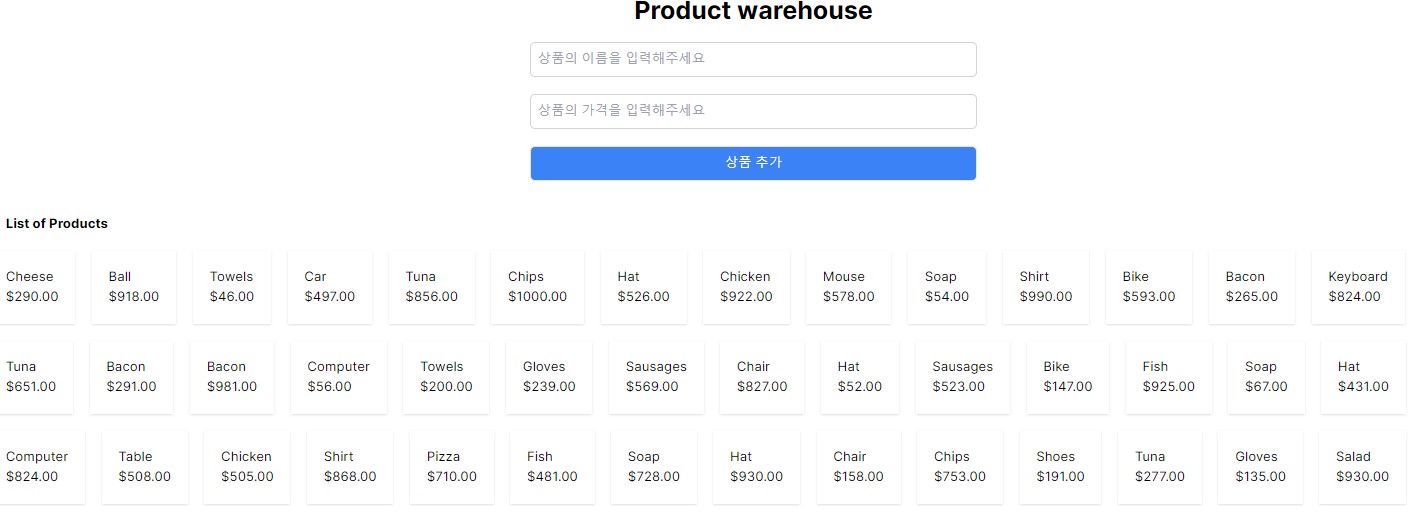 Product warehouse
상품의 이름을 입력해주세요
상품의 가격을 입력해주세요
상품 추가
List of Products
Cheese Ball Towels Car Tuna Chips Hat Chicken Mouse Soap Shirt Bike Bacon Keyboard
$290.00 $918.00 $46.00 $497.00 $856.00 $1000.00 $526.00 $922.00 $578.00 $54.00 $990.00 $593.00 $265.00 $824.00
Tuna Bacon Bacon Computer Towels Gloves Sausages Chair Hat Sausages Bike Fish Soap Hat
$651.00 $291.00 $981.00 $56.00 $200.00 $239.00 $569.00 $827.00 $52.00 $523.00 $147.00 $925.00 $67.00 $431.00
Computer Table Chicken Shirt Pizza Fish Soap Hat Chair Chips Shoes Tuna Gloves Salad
$824.00 $508.00 $505.00 $868.00 $710.00 $481.00 $728.00 $930.00 $158.00 $753.00 $191.00 $277.00 $135.00 $930.00